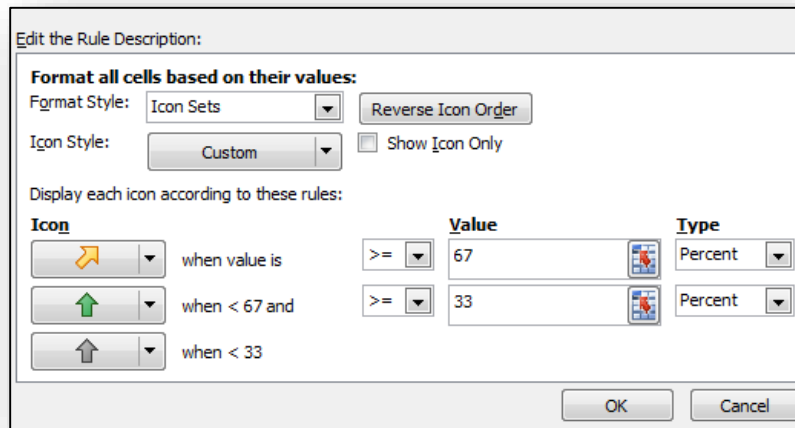 Edit the Rule Description:
Format all cells based on their values:
Format Style: Icon Sets Reverse Icon Order
Icon Style: Custom Show Icon Only
Display each icon according to these rules:
Icon Value Type
when value is >= 67 Percent
when < 67 and >= 33 Percent
when < 33
OK Cancel